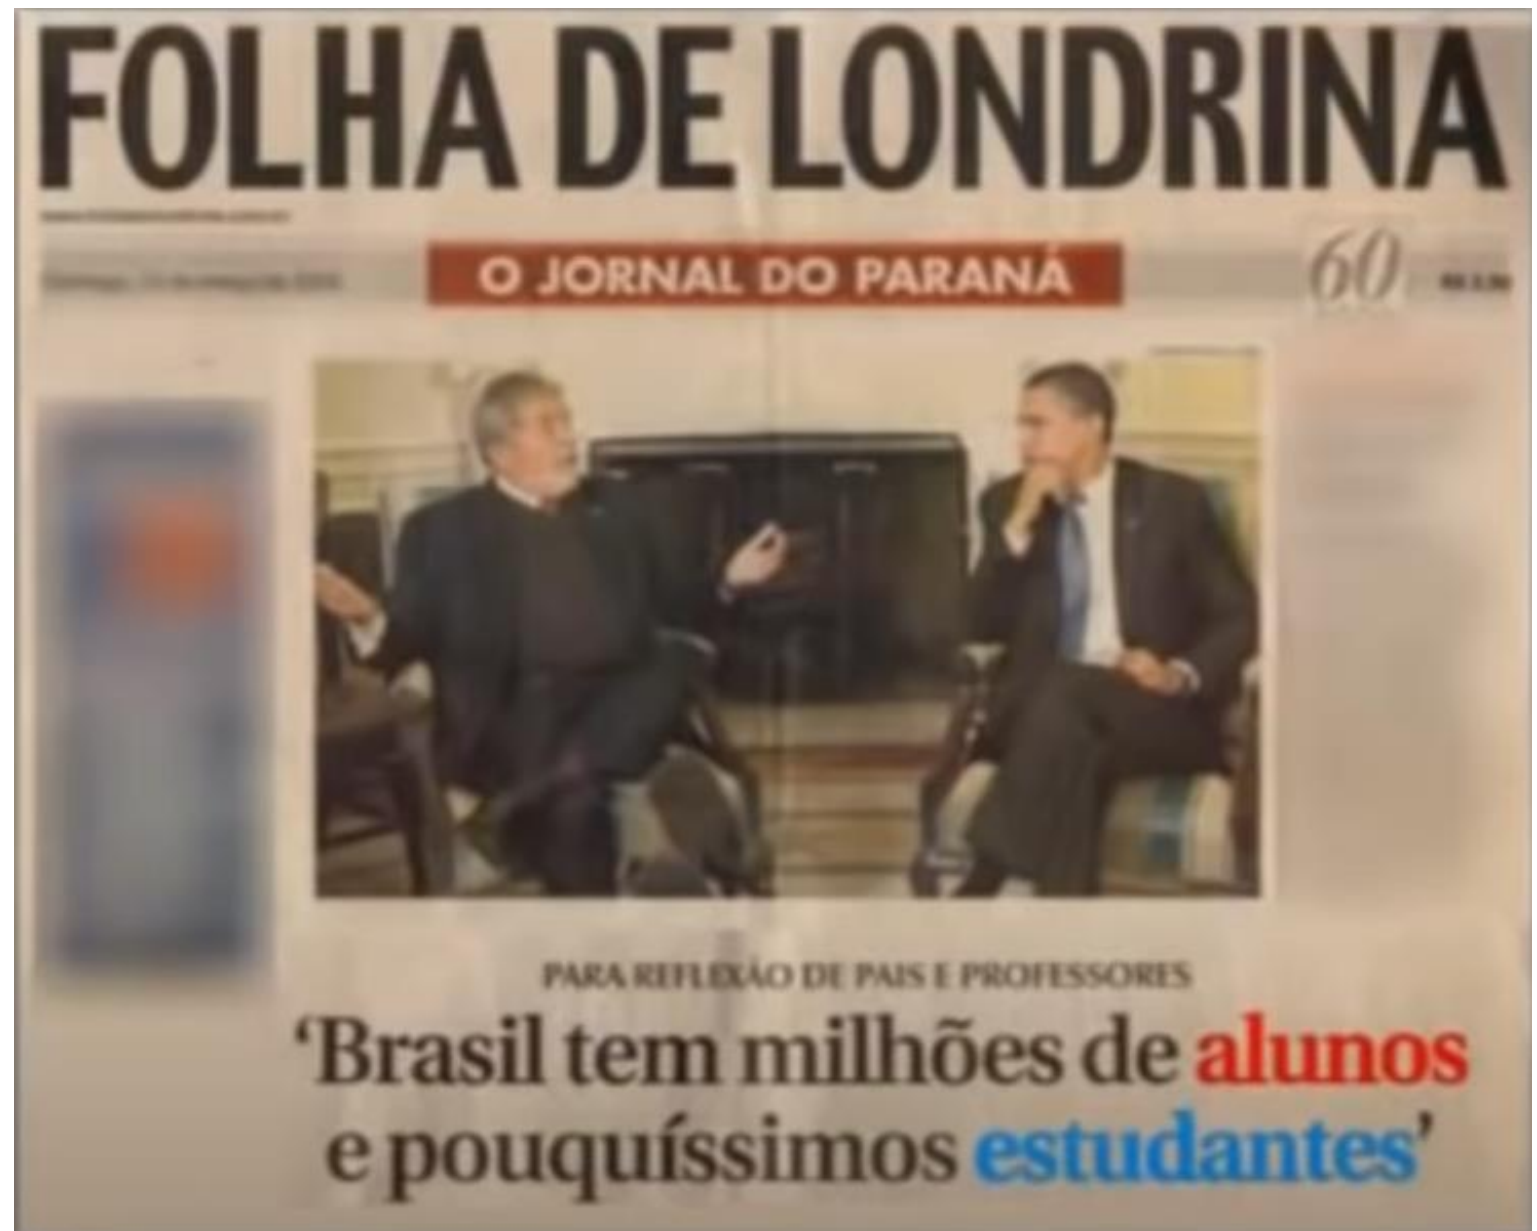 FOLHA DE LONDRINA
O JORNAL DO PARANÁ
60
PARA REFLEXÃO DE PAIS E PROFESSORES
‘Brasil tem milhões de alunos
e pouquíssimos estudantes’